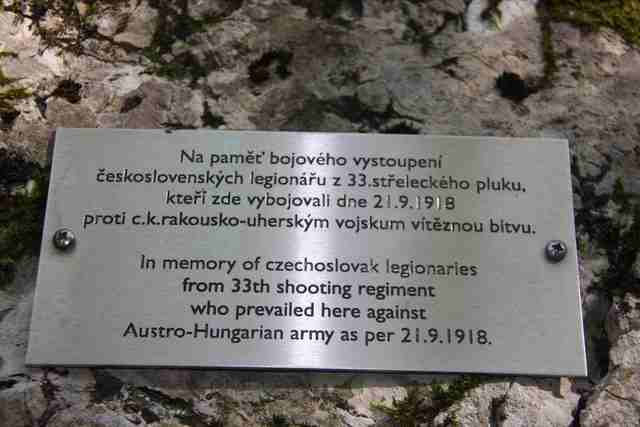 Na paměť bojového vystoupení
československých legionářu z 33.střeleckého pluku,
kteří zde vybojovali dne 21.9.1918
proti c.k.rakousko-uherským vojskum vítěznou bitvu.
In memory of czechoslovak legionaries
from 33th shooting regiment
who prevailed here against
Austro-Hungarian army as per 21.9.1918.